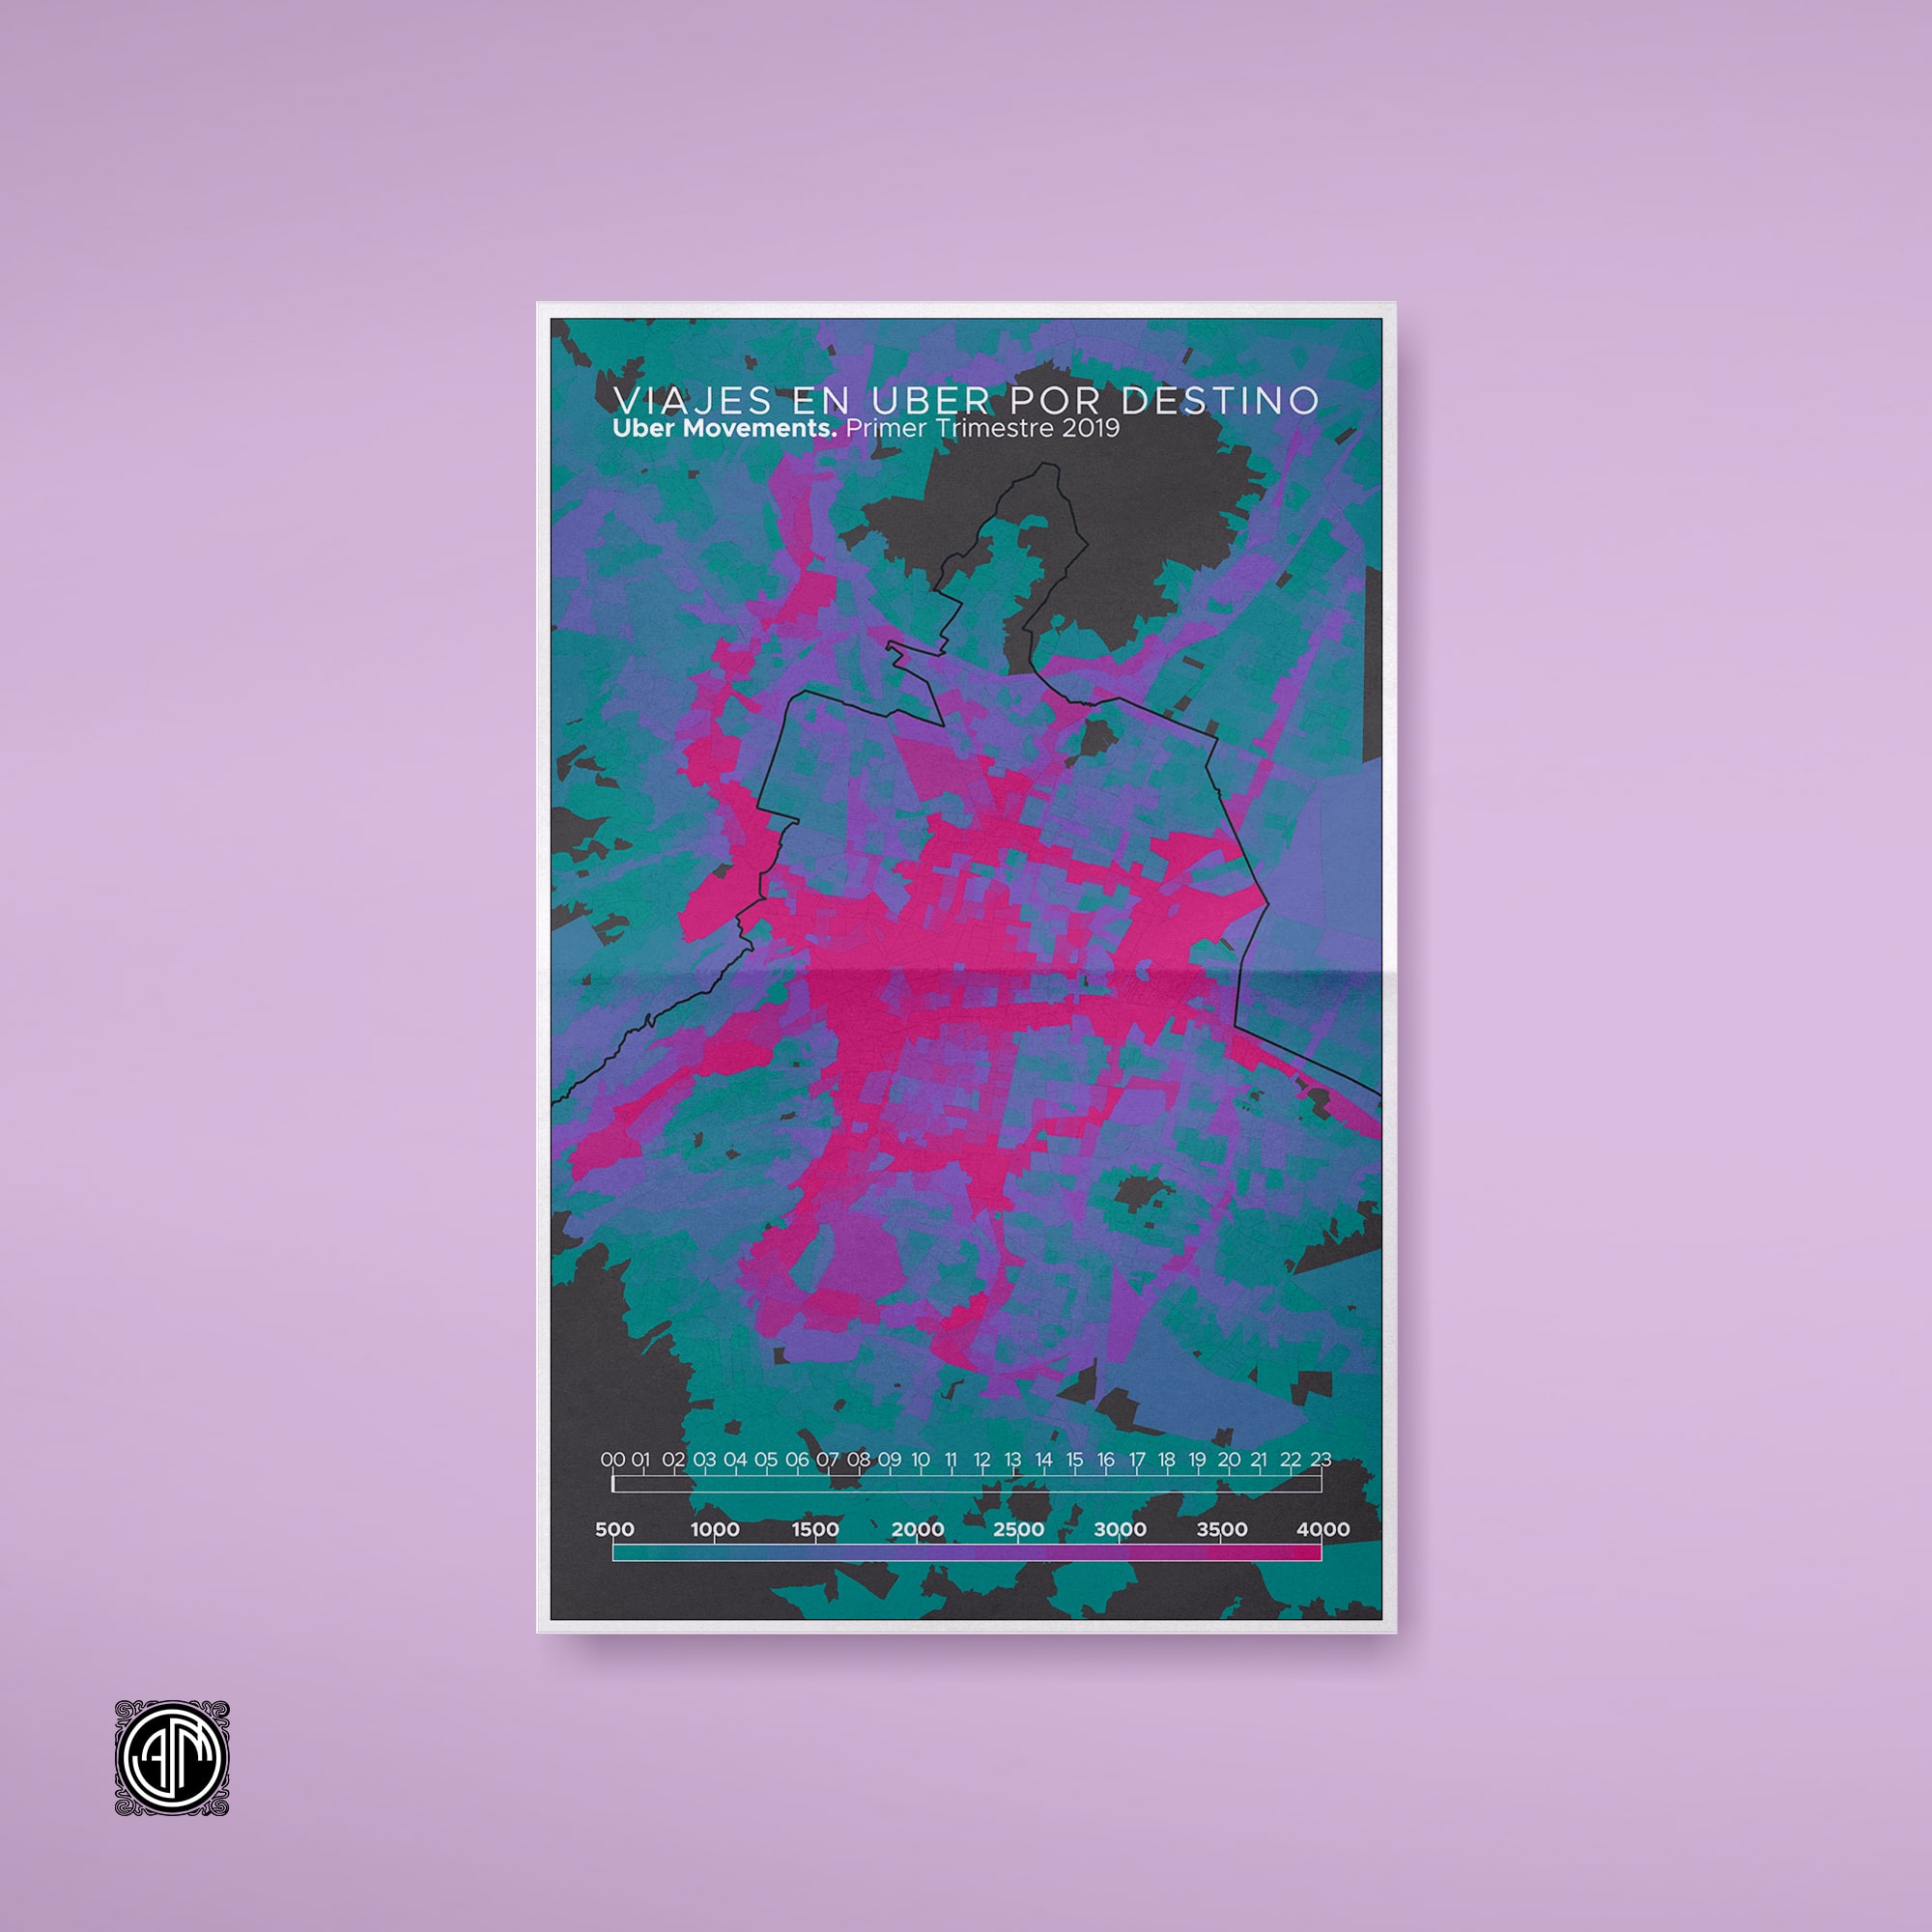 VIAJES EN UBER POR DESTINO
Uber Movements. Primer Trimestre 2019
00 01 02 03 04 05 06 07 08 09 10 11 12 13 14 15 16 17 18 19 20 21 22 23
500 1000 1500 2000 2500 3000 3500 4000